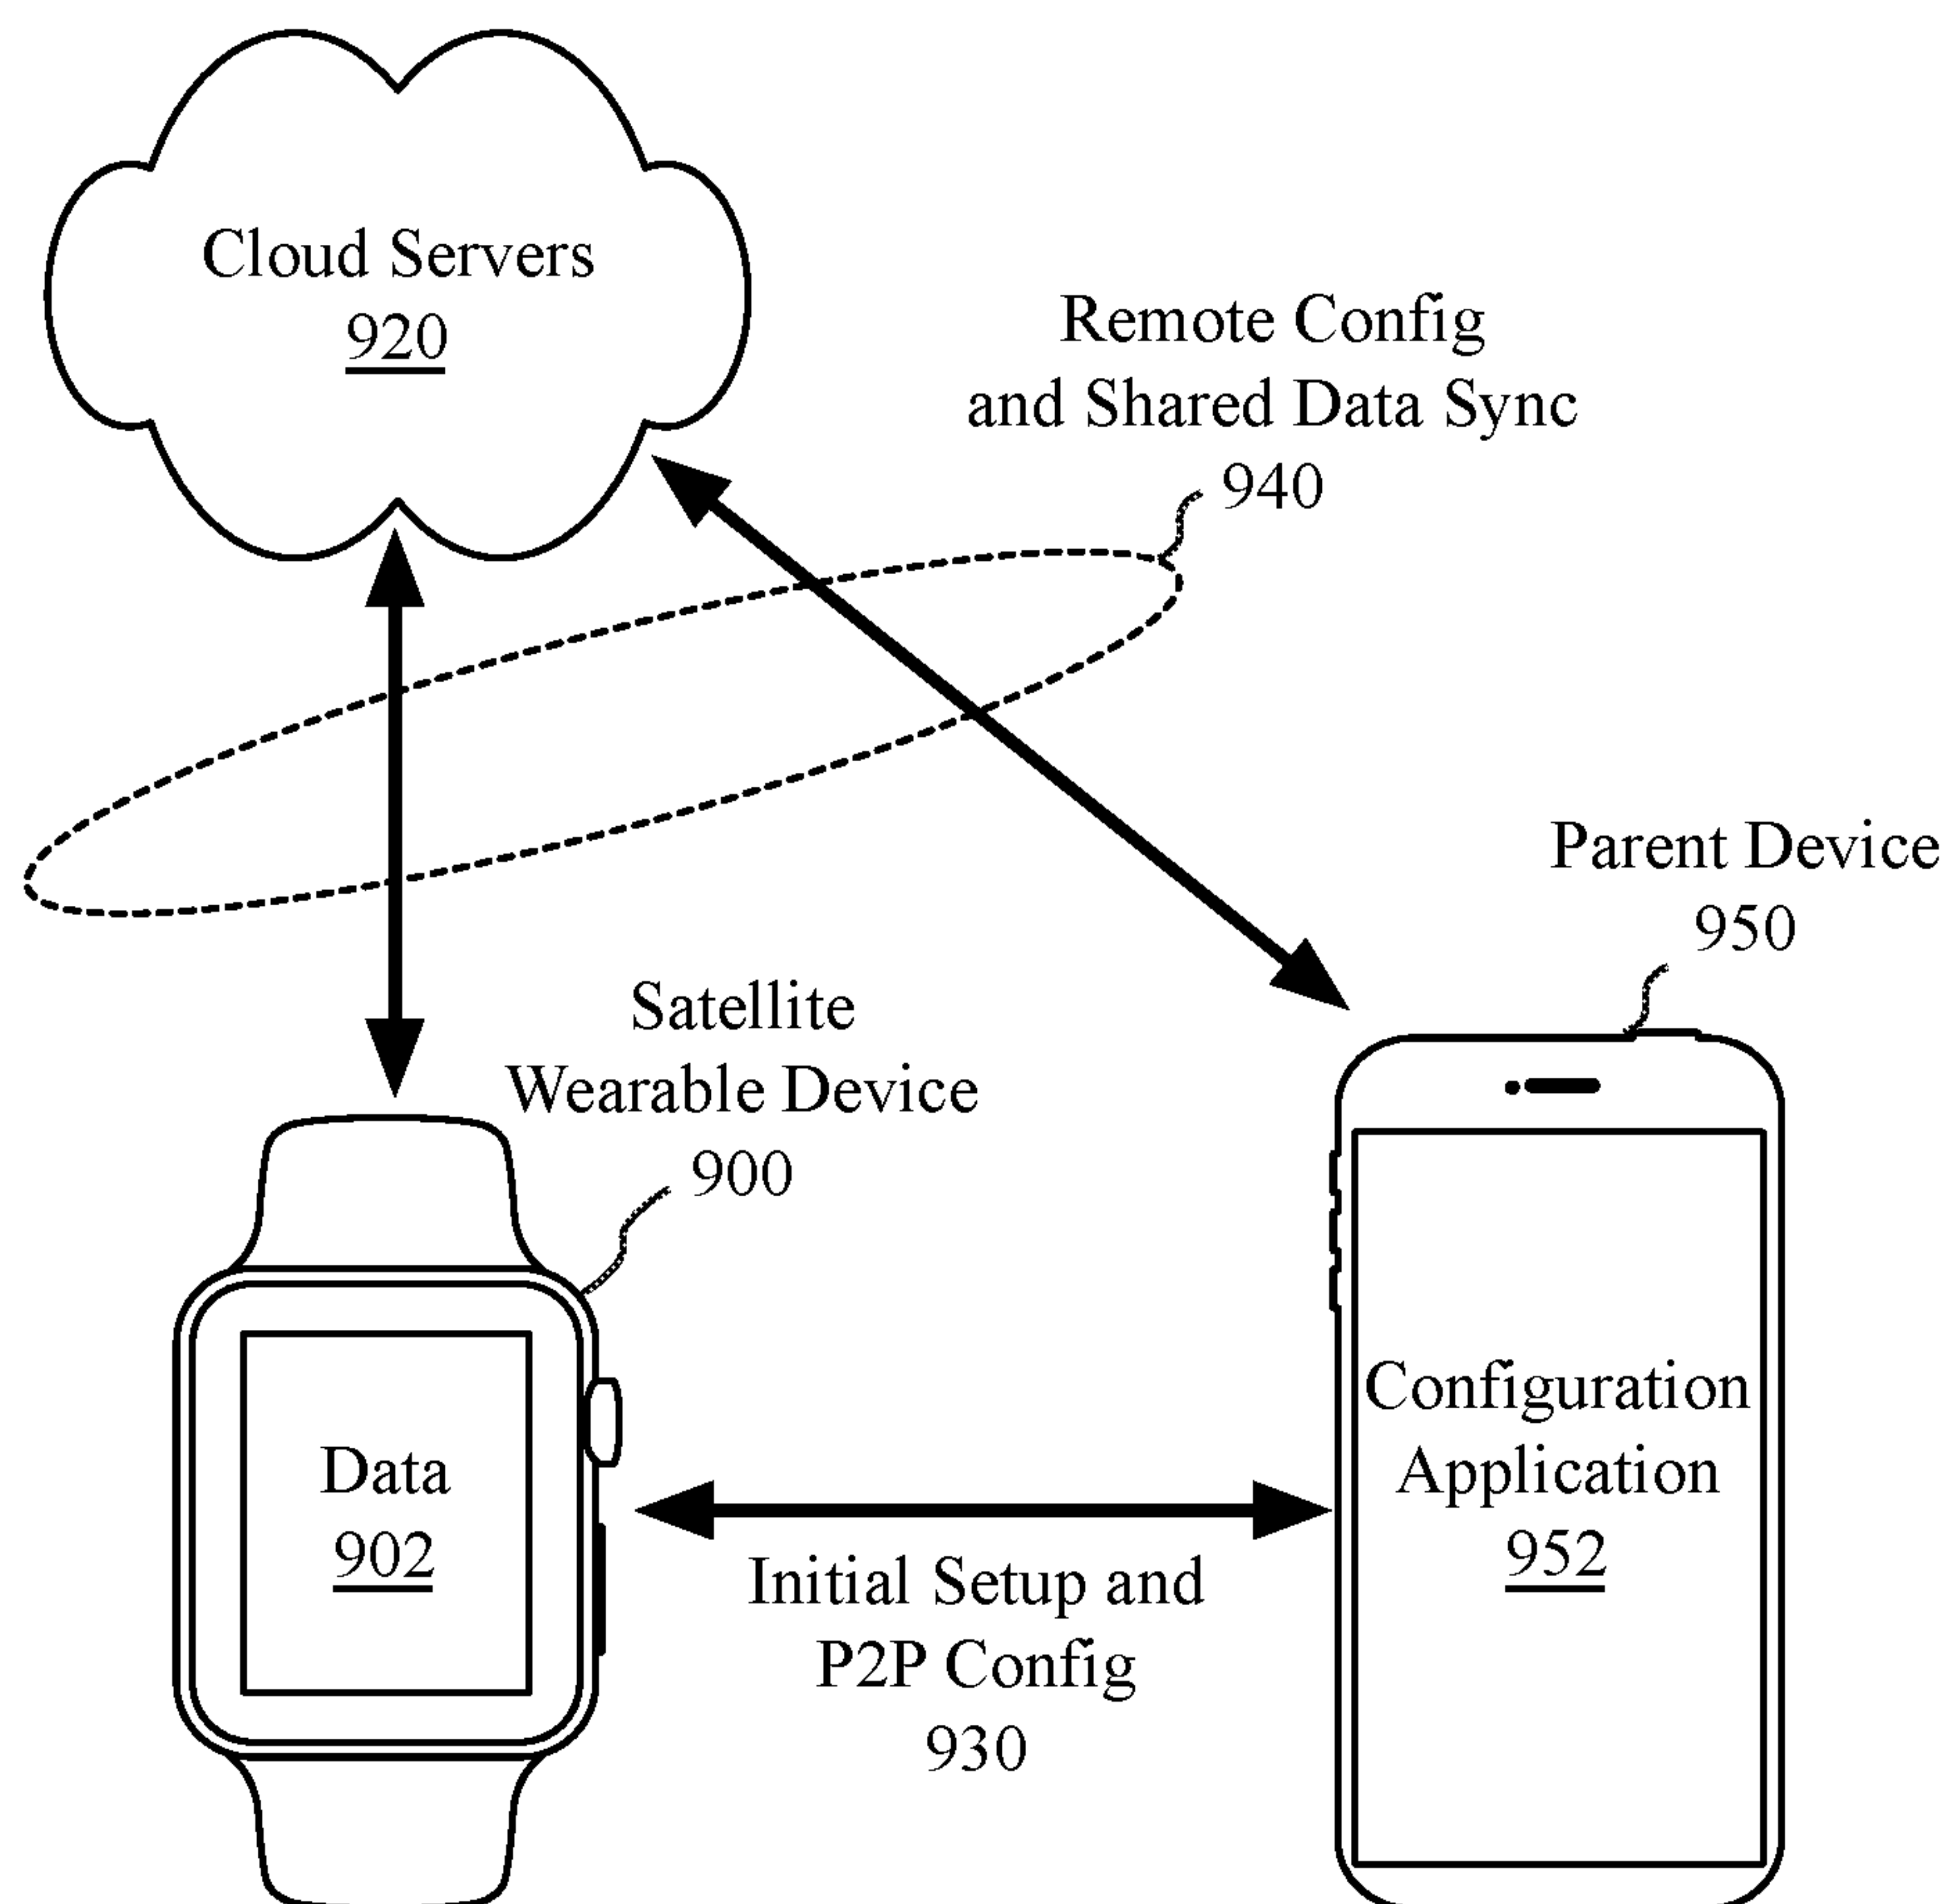 Cloud Servers
920
Remote Config
and Shared Data Sync
940
Parent Device
950
Satellite
Wearable Device
900
Data
902
Configuration
Application
952
Initial Setup and
P2P Config
930